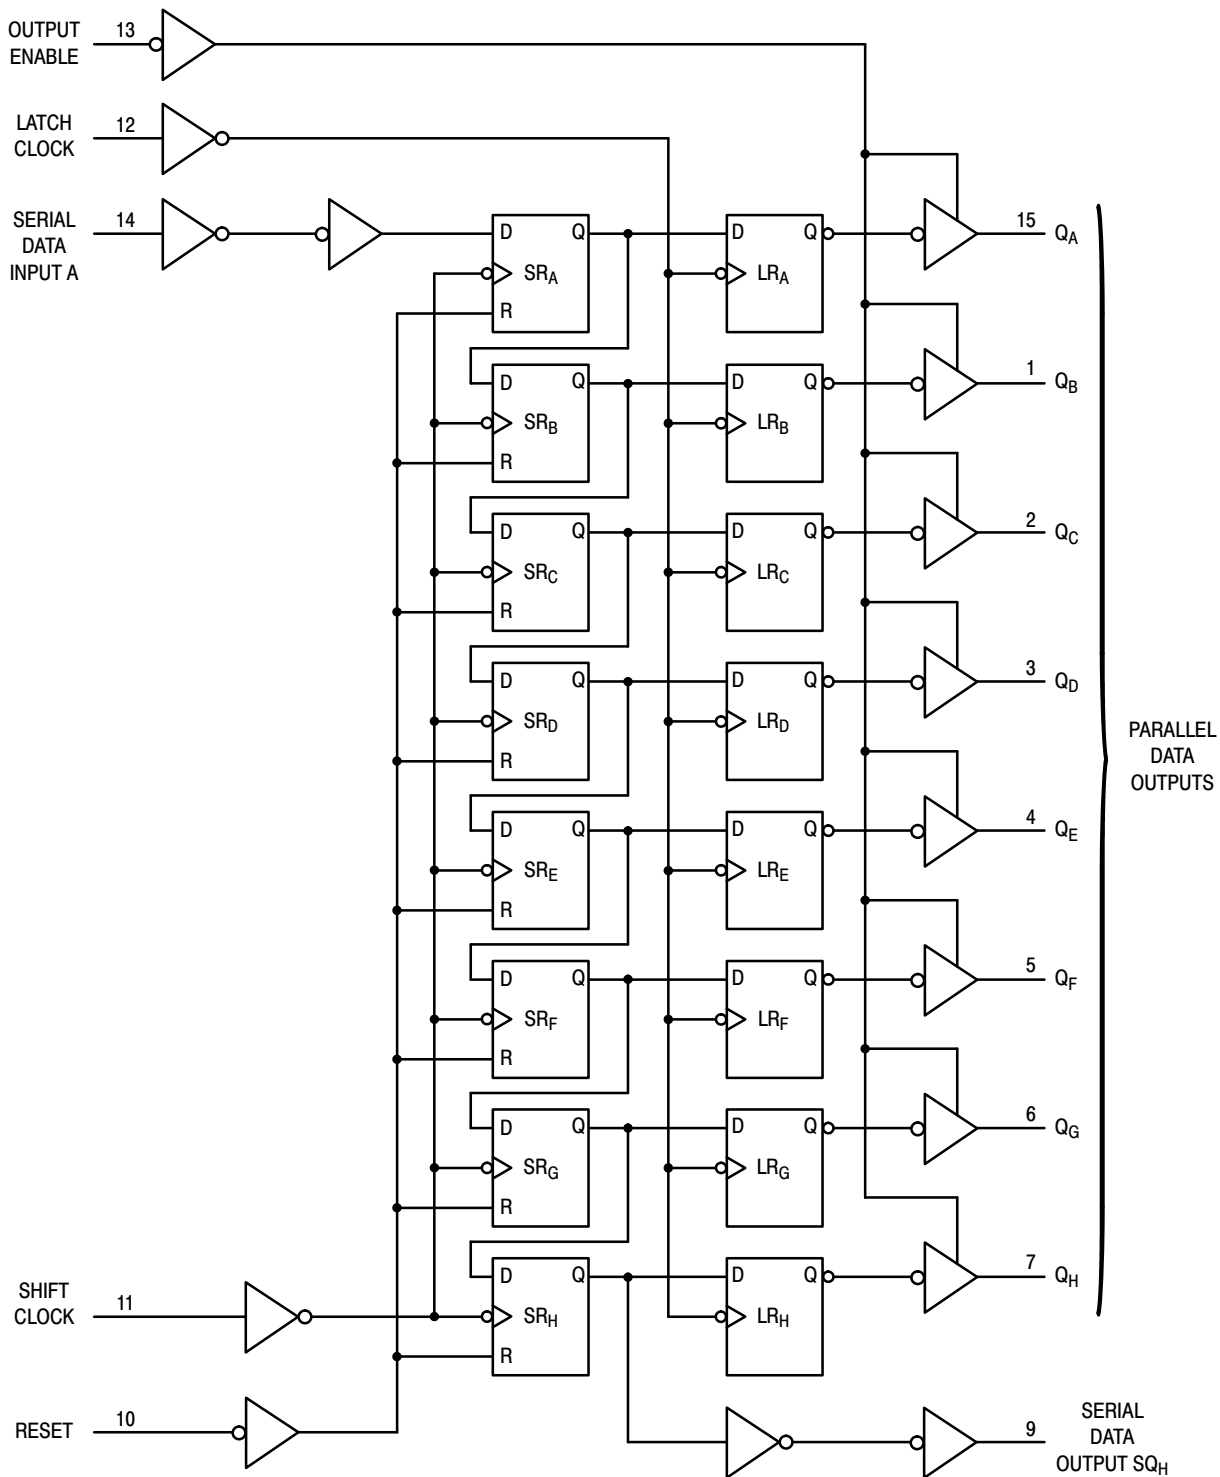 OUTPUT
ENABLE
13
LATCH
CLOCK
12
SERIAL
DATA
INPUT A
14
D
Q
SRA
R
D
Q
LRA
15
QA
D
Q
SRB
R
D
Q
LRB
1
QB
D
Q
SRC
R
D
Q
LRC
2
QC
D
Q
SRD
R
D
Q
LRD
3
QD
D
Q
SRE
R
D
Q
LRE
4
QE
D
Q
SRF
R
D
Q
LRF
5
QF
D
Q
SRG
R
D
Q
LRG
6
QG
D
Q
SRH
R
D
Q
LRH
7
QH
PARALLEL
DATA
OUTPUTS
SHIFT
CLOCK
11
RESET
10
9
SERIAL
DATA
OUTPUT SQH